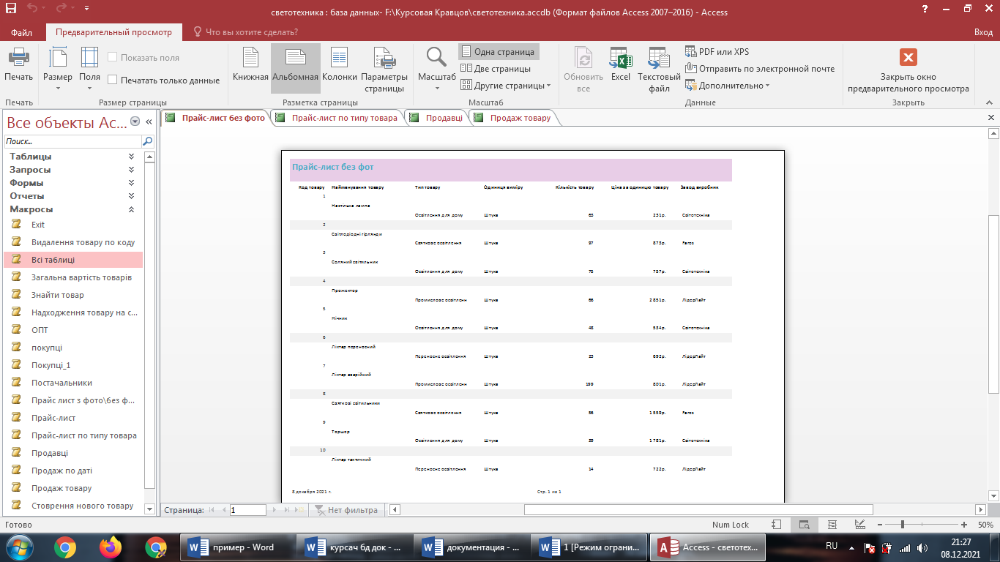 светотехника : база данных- F:\Курсовая Кравцов\светотехника.accdb (Формат файлов Access 2007–2016) - Access
Файл
Предварительный просмотр
Что вы хотите сделать?
Вход
Печать
Размер
Поля
Показать поля
Печатать только данные
Книжная
Альбомная
Колонки
Параметры страницы
Масштаб
Одна страница
Две страницы
Другие страницы
Обновить все
Excel
Текстовый файл
PDF или XPS
Отправить по электронной почте
Дополнительно
Закрыть окно предварительного просмотра
Печать
Размер страницы
Разметка страницы
Масштаб
Данные
Закрыть
Все объекты Ac...
Поиск...
Таблицы
Запросы
Формы
Отчеты
Макросы
Exit
Видалення товару по коду
Всі таблиці
Загальна вартість товарів
Знайти товар
Надходження товару на с...
ОПТ
покупці
Покупці_1
Постачальники
Прайс лист з фото\без ф...
Прайс-лист
Прайс-лист по типу товара
Продавці
Продаж по даті
Продаж товару
Стоврення нового товару
Прайс-лист без фото
Прайс-лист по типу товара
Продавці
Продаж товару
Прайс-лист без фот
Код товару Найменування товару Тип товару Одиниця виміру Кількість товару Ціна за одиницю товару Завод виробник
1
Настільна лампа
Освітлення для дому Штука 63 231р. Світотехніка
2
Світлодіодні гірлянди
Святкове освітлення Штука 97 873р. Feros
3
Соляний світильник
Освітлення для дому Штука 75 757р. Світотехніка
4
Прожектор
Промислове освітленн Штука 66 2 851р. ЛідерЛайт
5
Нічник
Освітлення для дому Штука 48 534р. Світотехніка
6
Ліхтар переносний
Переносне освітлення Штука 25 692р. ЛідерЛайт
7
Ліхтар аварійний
Промислове освітленн Штука 199 801р. ЛідерЛайт
8
Святкові світильники
Святкове освітлення Штука 56 1 559р. Feros
9
Торшер
Освітлення для дому Штука 39 1 781р. Світотехніка
10
Ліхтар тактичний
Переносне освітлення Штука 14 722р. ЛідерЛайт
8 декабря 2021 г. Стр. 1 из 1
Страница: 1 Нет фильтра
Готово
Num Lock
50%
пример - Word
курсач бд док - ...
документация - ...
1 [Режим ограни...
Access - светотех...
RU
21:27
08.12.2021